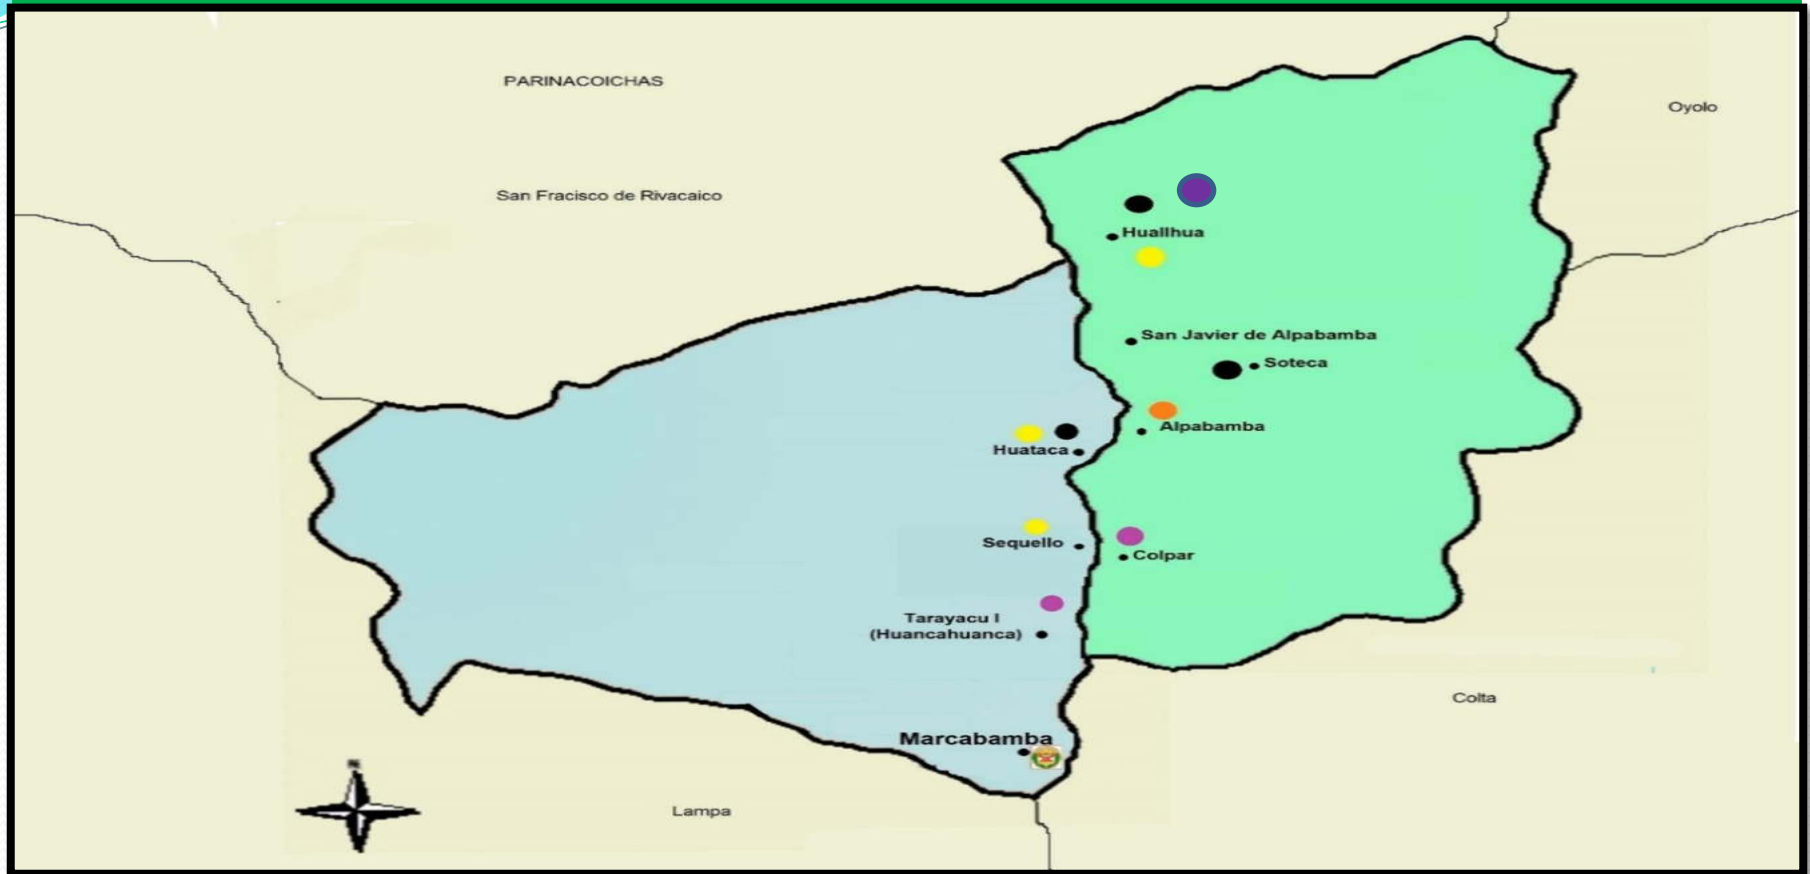 PARINACOICHAS
Oyolo
San Fracisco de Rivacaico
Huallhua
San Javier de Alpabamba
Soteca
Alpabamba
Huataca
Sequello
Colpar
Tarayacu I
(Huancahuanca)
Colta
Marcabamba
N
Lampa